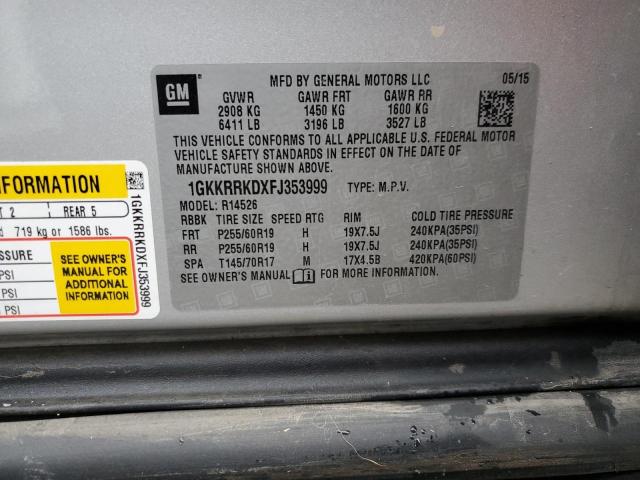 GM
MFD BY GENERAL MOTORS LLC 05/15
GVWR GAWR FRT GAWR RR
2908 KG 1450 KG 1600 KG
6411 LB 3196 LB 3527 LB
THIS VEHICLE CONFORMS TO ALL APPLICABLE U.S. FEDERAL MOTOR
VEHICLE SAFETY STANDARDS IN EFFECT ON THE DATE OF
MANUFACTURE SHOWN ABOVE.
1GKKRRKDXFJ353999 TYPE: M.P.V.
MODEL: R14526
RBBK TIRE SIZE SPEED RTG RIM COLD TIRE PRESSURE
FRT P255/60R19 H 19X7.5J 240KPA(35PSI)
RR P255/60R19 H 19X7.5J 240KPA(35PSI)
SPA T145/70R17 M 17X4.5B 420KPA(60PSI)
SEE OWNER'S MANUAL FOR MORE INFORMATION.
INFORMATION
2 REAR 5
719 kg or 1586 lbs.
SEE OWNER'S
MANUAL FOR
ADDITIONAL
INFORMATION
PSI
PSI
PSI
1GKKRRKDXFJ353999